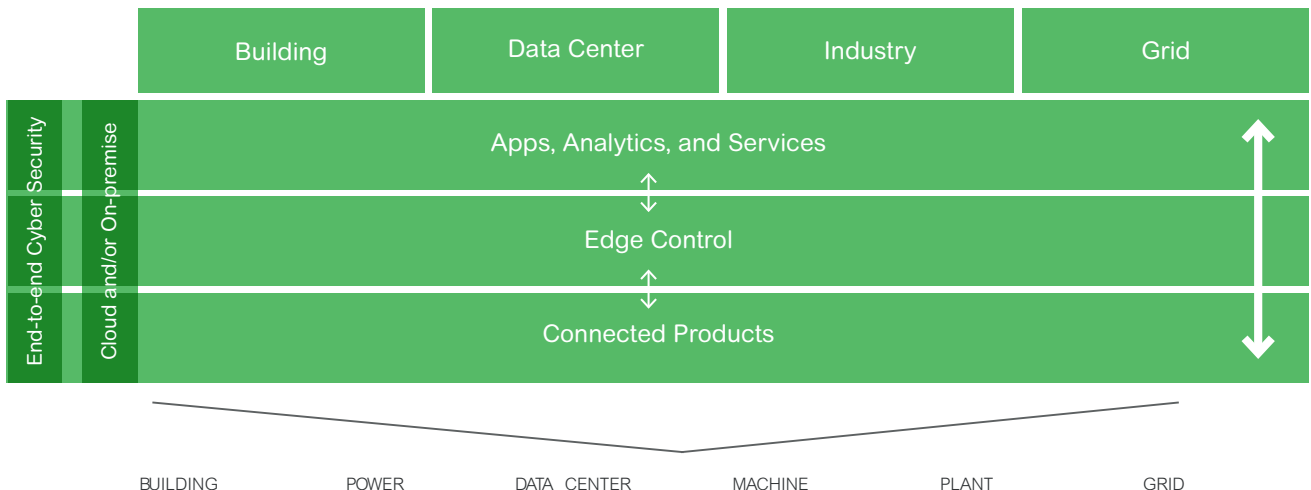 Building
Data Center
Industry
Grid
End-to-end Cyber Security
Cloud and/or On-premise
Apps, Analytics, and Services
Edge Control
Connected Products
BUILDING POWER DATA CENTER MACHINE PLANT GRID